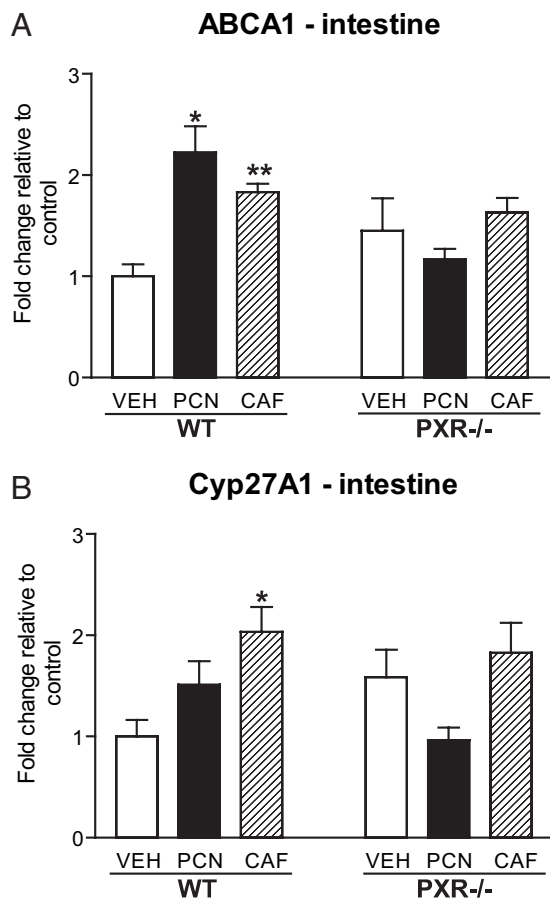 A
ABCA1 - intestine
Fold change relative to
control
3
2
1
0
*
**
VEH PCN CAF
VEH PCN CAF
WT
PXR-/-
B
Cyp27A1 - intestine
Fold change relative to
control
3
2
1
0
*
VEH PCN CAF
VEH PCN CAF
WT
PXR-/-